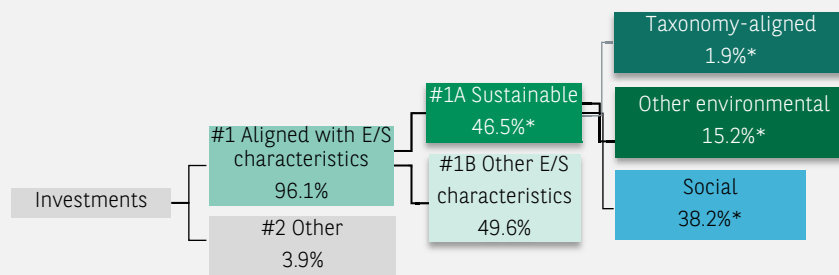 Taxonomy-aligned
1.9%*
#1A Sustainable
46.5%*
Other environmental
15.2%*
#1 Aligned with E/S
characteristics
96.1%
#1B Other E/S
characteristics
49.6%
Social
38.2%*
Investments
#2 Other
3.9%